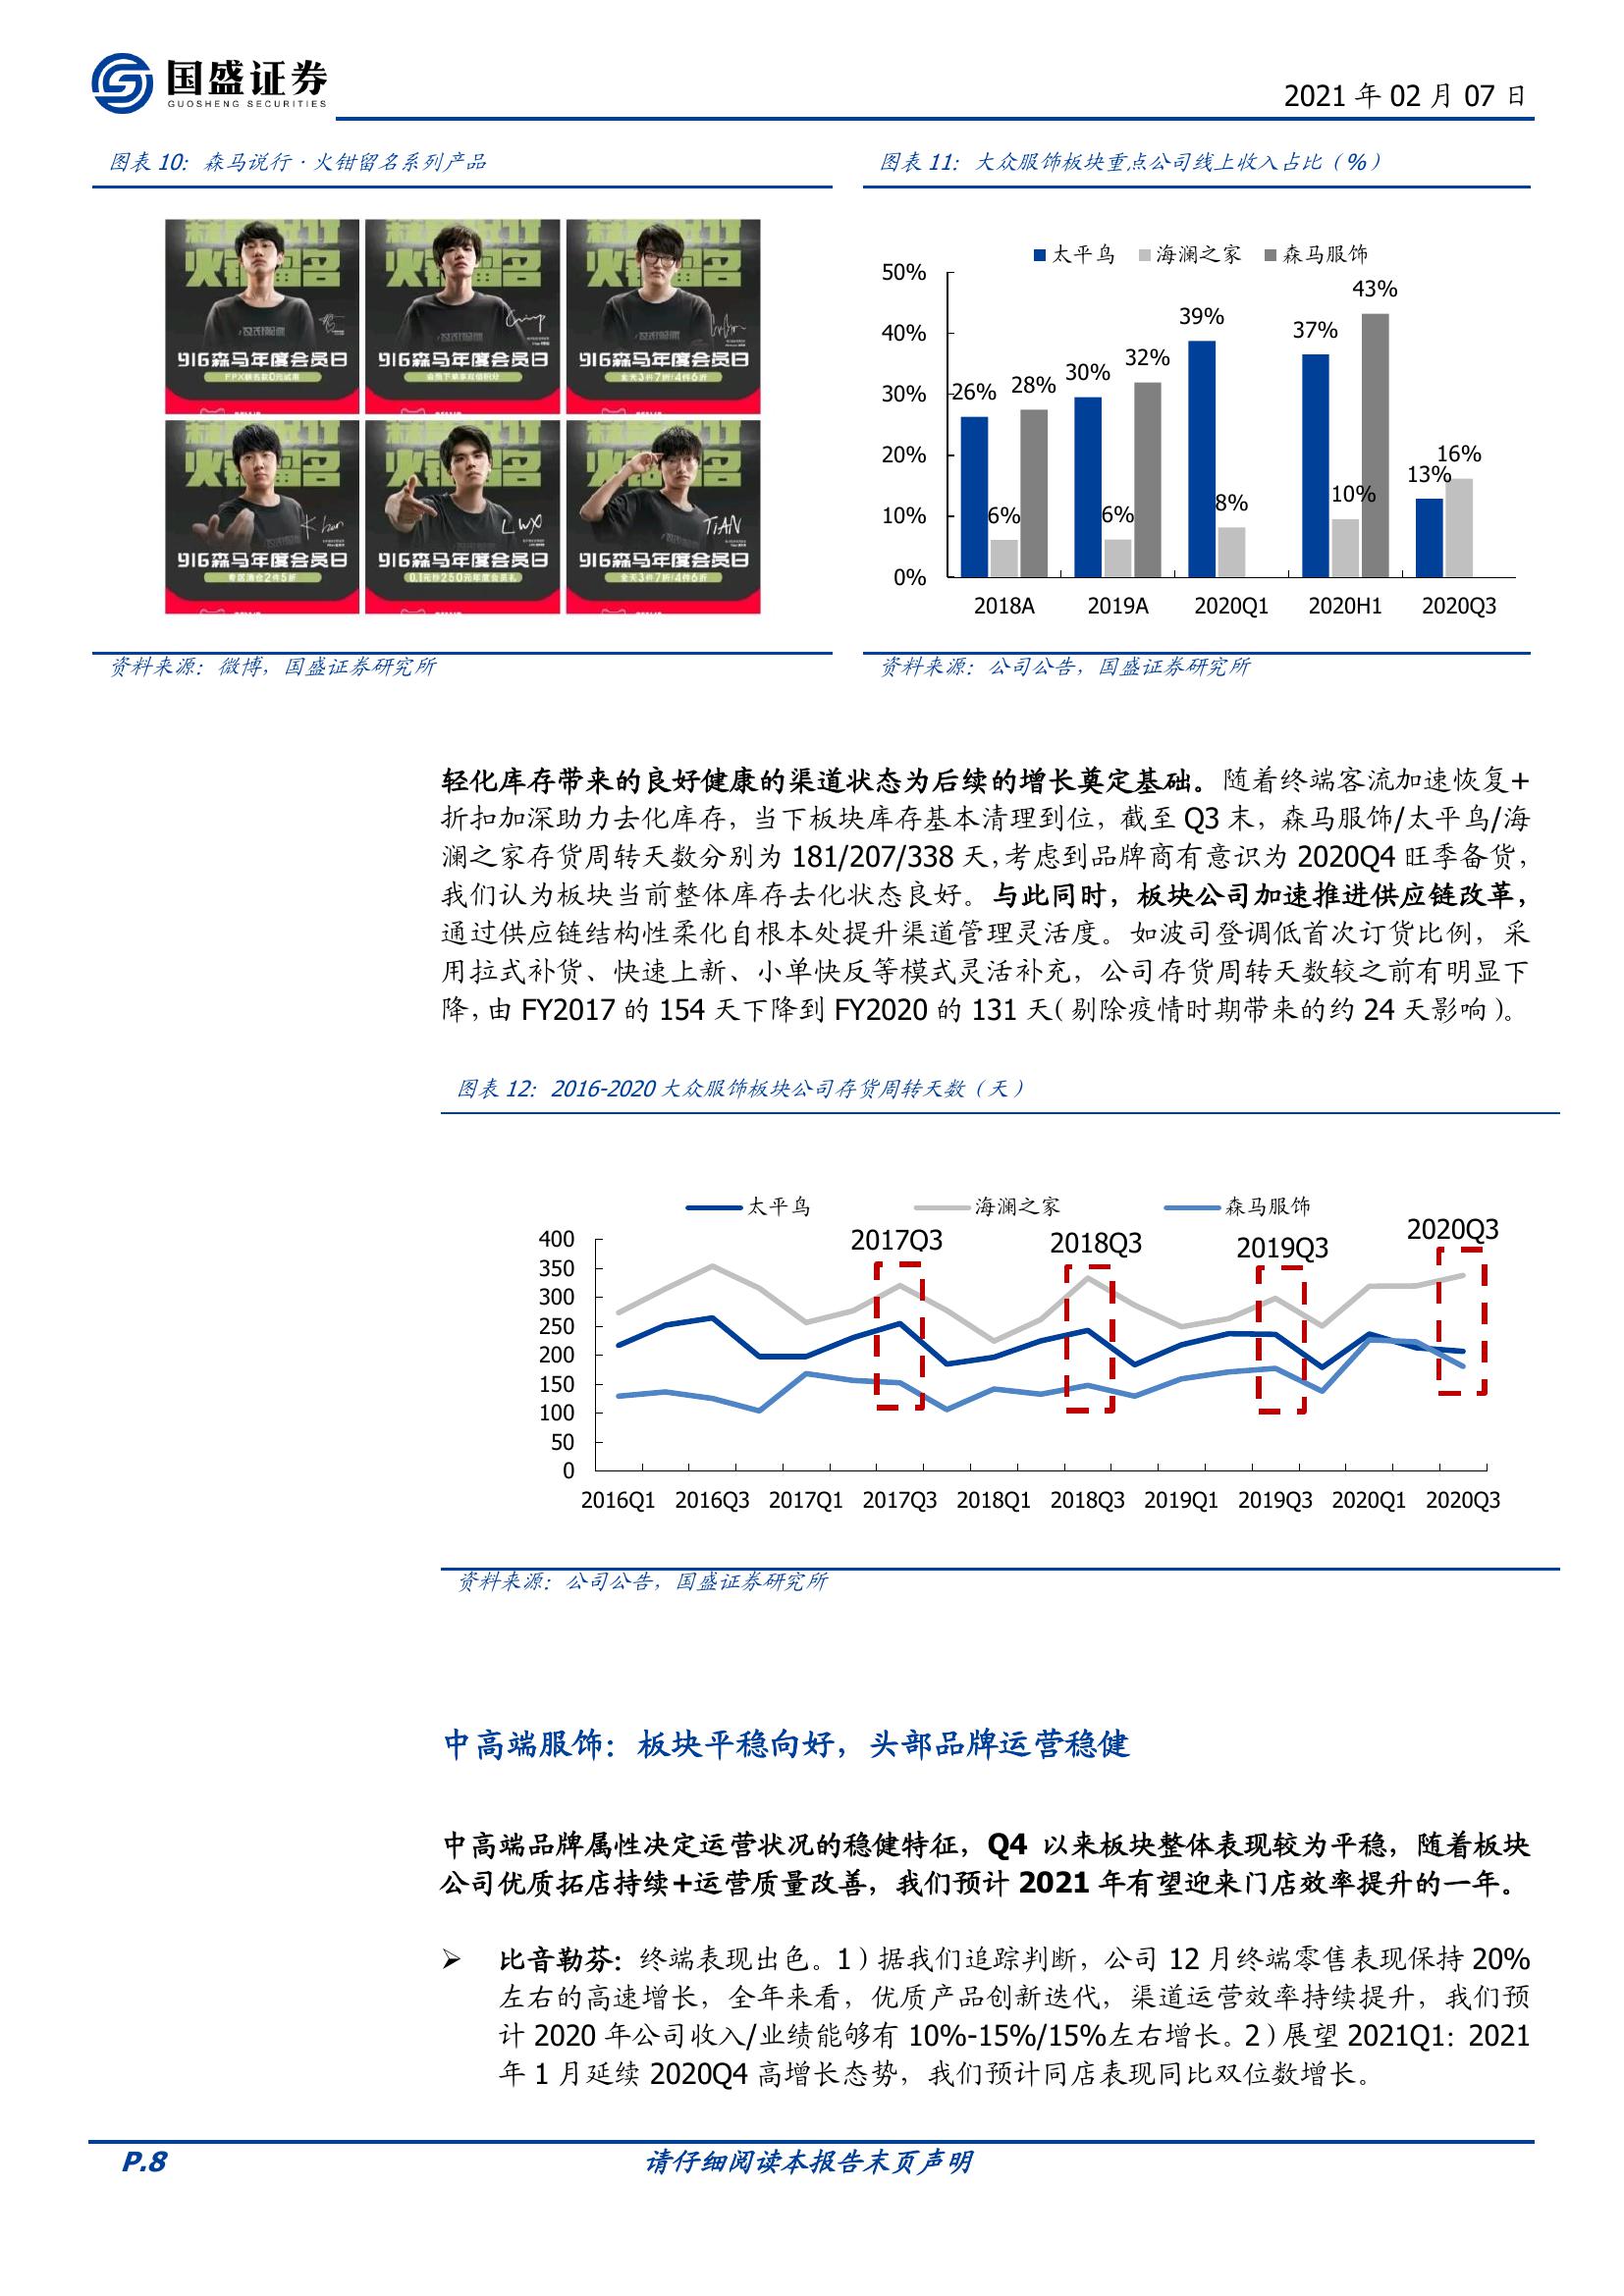 国盛证券
GUOSHENG SECURITIES
2021 年 02 月 07 日
图表 10：森马说行·火钳留名系列产品
火钳留名
916森马年度会员日
火钳留名
916森马年度会员日
火钳留名
916森马年度会员日
全天3件7折/4件6折
火钳留名
916森马年度会员日
火钳留名
LWX
916森马年度会员日
火钳留名
TIAN
916森马年度会员日
全天3件7折/4件6折
资料来源：微博，国盛证券研究所
图表 11：大众服饰板块重点公司线上收入占比（%）
太平鸟 海澜之家 森马服饰
50%
40%
30%
20%
10%
0%
26% 6% 28%
30% 6% 32%
39% 8%
37% 10% 43%
13% 16%
2018A 2019A 2020Q1 2020H1 2020Q3
资料来源：公司公告，国盛证券研究所
轻化库存带来的良好健康的渠道状态为后续的增长奠定基础。随着终端客流加速恢复+
折扣加深助力去化库存，当下板块库存基本清理到位，截至 Q3 末，森马服饰/太平鸟/海
澜之家存货周转天数分别为 181/207/338 天，考虑到品牌商有意识为 2020Q4 旺季备货，
我们认为板块当前整体库存去化状态良好。与此同时，板块公司加速推进供应链改革，
通过供应链结构性柔化自根本处提升渠道管理灵活度。如波司登调低首次订货比例，采
用拉式补货、快速上新、小单快反等模式灵活补充，公司存货周转天数较之前有明显下
降，由 FY2017 的 154 天下降到 FY2020 的 131 天（剔除疫情时期带来的约 24 天影响）。
图表 12：2016-2020 大众服饰板块公司存货周转天数（天）
太平鸟 海澜之家 森马服饰
2017Q3 2018Q3 2019Q3 2020Q3
400
350
300
250
200
150
100
50
0
2016Q1 2016Q3 2017Q1 2017Q3 2018Q1 2018Q3 2019Q1 2019Q3 2020Q1 2020Q3
资料来源：公司公告，国盛证券研究所
中高端服饰：板块平稳向好，头部品牌运营稳健
中高端品牌属性决定运营状况的稳健特征，Q4 以来板块整体表现较为平稳，随着板块
公司优质拓店持续+运营质量改善，我们预计 2021 年有望迎来门店效率提升的一年。
➢ 比音勒芬：终端表现出色。1）据我们追踪判断，公司 12 月终端零售表现保持 20%
左右的高速增长，全年来看，优质产品创新迭代，渠道运营效率持续提升，我们预
计 2020 年公司收入/业绩能够有 10%-15%/15%左右增长。2）展望 2021Q1：2021
年 1 月延续 2020Q4 高增长态势，我们预计同店表现同比双位数增长。
P.8
请仔细阅读本报告末页声明